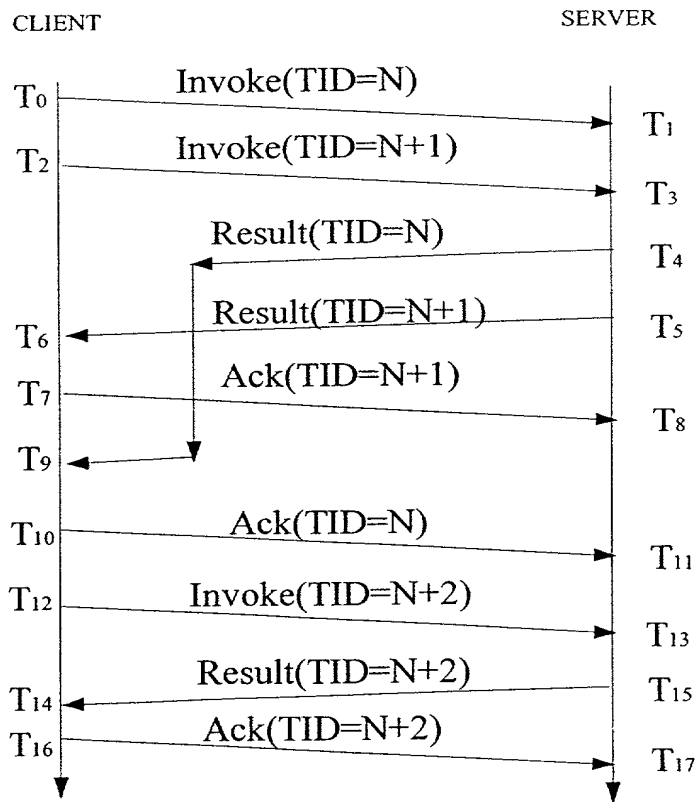 CLIENT
SERVER
Invoke(TID=N)
T0
T1
Invoke(TID=N+1)
T2
T3
Result(TID=N)
T4
Result(TID=N+1)
T5
T6
Ack(TID=N+1)
T7
T8
T9
Ack(TID=N)
T10
T11
Invoke(TID=N+2)
T12
T13
Result(TID=N+2)
T15
T14
Ack(TID=N+2)
T16
T17